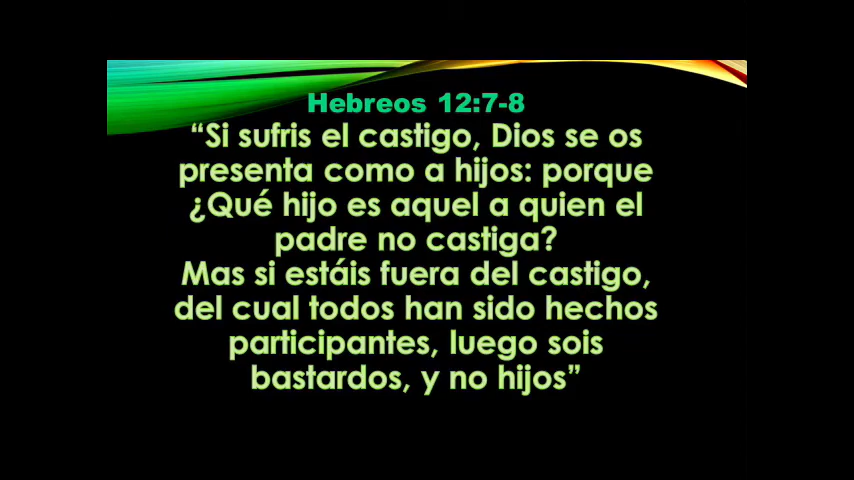 Hebreos 12:7-8
“Si sufris el castigo, Dios se os
presenta como a hijos: porque
¿Qué hijo es aquel a quien el
padre no castiga?
Mas si estáis fuera del castigo,
del cual todos han sido hechos
participantes, luego sois
bastardos, y no hijos”